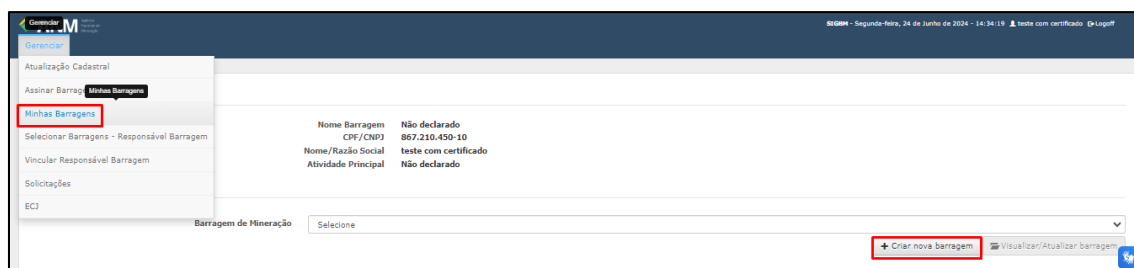 Gerenciar
SIGBM - Segunda-feira, 24 de Junho de 2024 - 14:34:19 teste com certificado Logoff
Gerenciar
Atualização Cadastral
Assinar Barrage
Minhas Barragens
Minhas Barragens
Selecionar Barragens - Responsável Barragem
Vincular Responsável Barragem
Solicitações
ECJ
Nome Barragem Não declarado
CPF/CNPJ 867.210.450-10
Nome/Razão Social teste com certificado
Atividade Principal Não declarado
Barragem de Mineração Selecione
+ Criar nova barragem Visualizar/Atualizar barragem